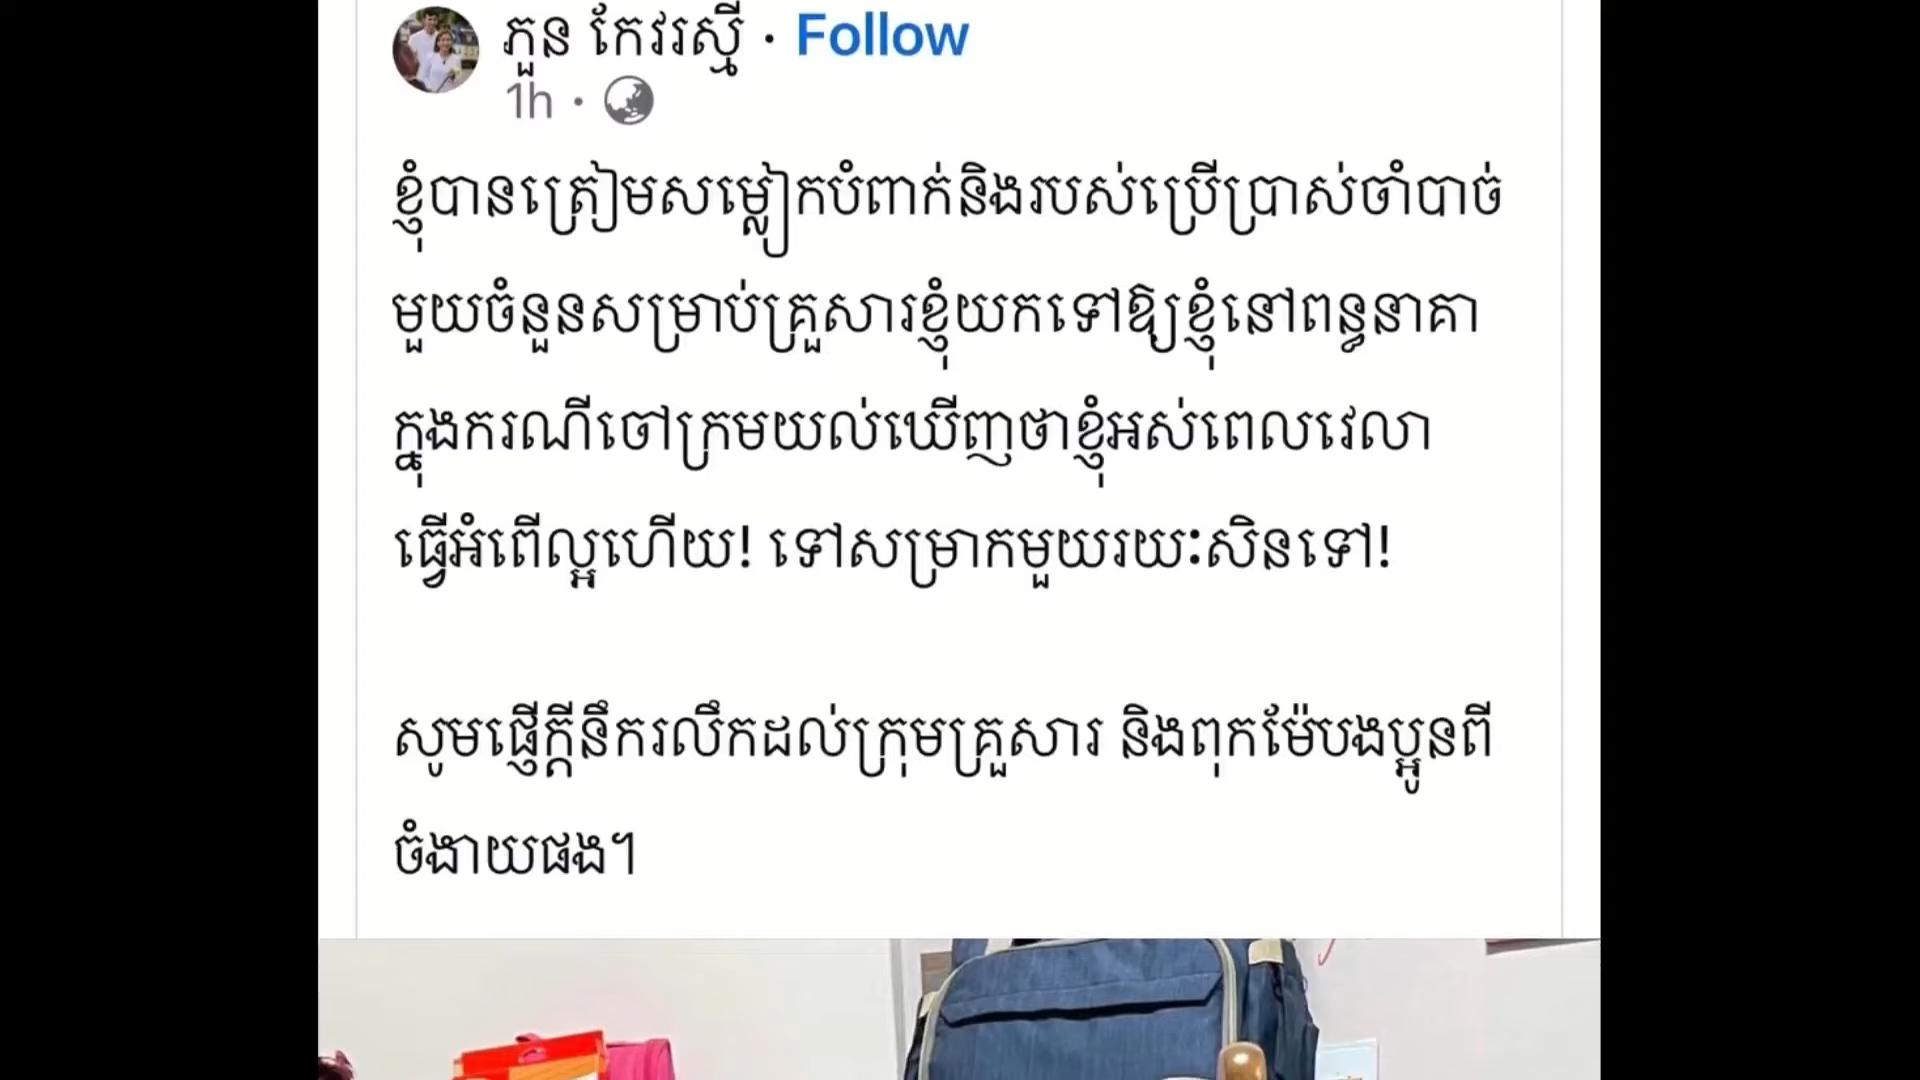 ភួន កែវរស្មី · Follow
1h ·
ខ្ញុំបានត្រៀមសម្លៀកបំពាក់និងរបស់ប្រើប្រាស់ចាំបាច់
មួយចំនួនសម្រាប់គ្រួសារខ្ញុំយកទៅឱ្យខ្ញុំនៅពន្ធនាគា
ក្នុងករណីចៅក្រមយល់ឃើញថាខ្ញុំអស់ពេលវេលា
ធ្វើអំពើល្អហើយ! ទៅសម្រាកមួយរយៈសិនទៅ!
សូមផ្ញើក្តីនឹករលឹកដល់ក្រុមគ្រួសារ និងពុកម៉ែបងប្អូនពី
ចំងាយផង។